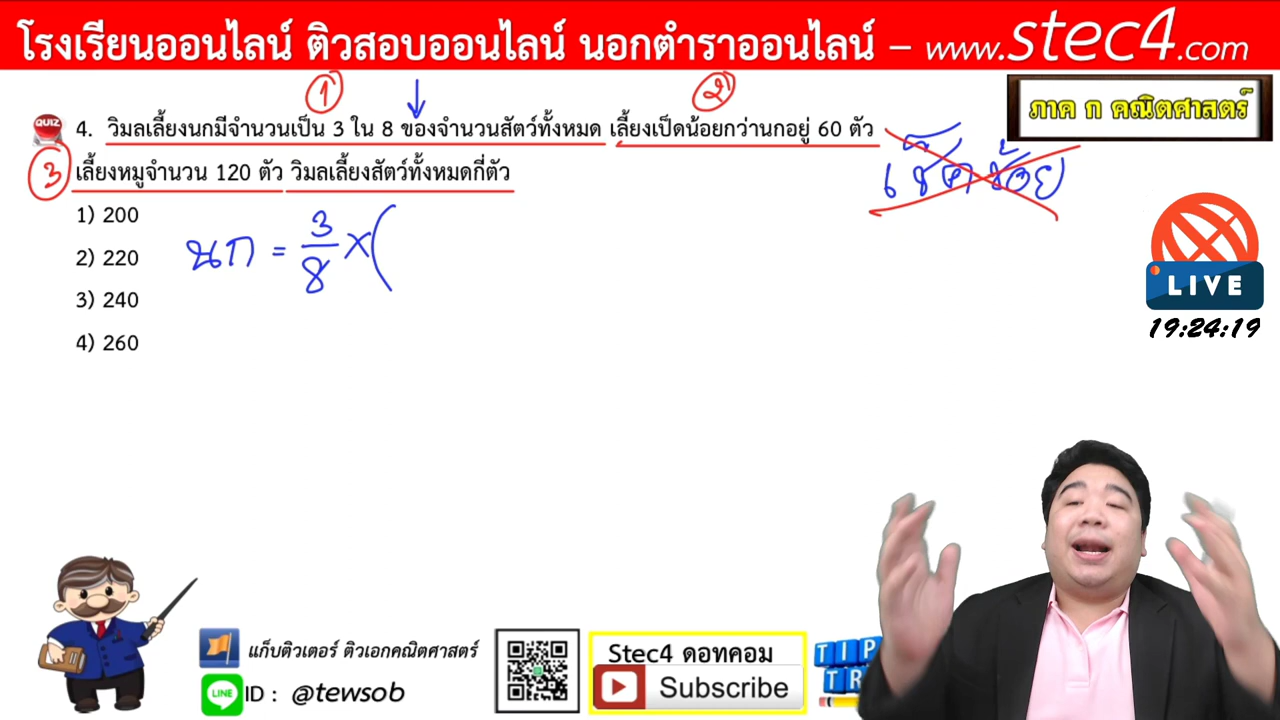 โรงเรียนออนไลน์ ติวสอบออนไลน์ นอกตำราออนไลน์ – www.stec4.com
ภาค ก คณิตศาสตร์
1
2
QUIZ
4. วิมลเลี้ยงนกมีจำนวนเป็น 3 ใน 8 ของจำนวนสัตว์ทั้งหมด เลี้ยงเป็ดน้อยกว่านกอยู่ 60 ตัว
3
เลี้ยงหมูจำนวน 120 ตัว วิมลเลี้ยงสัตว์ทั้งหมดกี่ตัว
1) 200
2) 220
3) 240
4) 260
นก = 3/8 × (
LIVE
19:24:19
แก็บติวเตอร์ ติวเอกคณิตศาสตร์
LINE
ID : @tewsob
Stec4 ดอทคอม
Subscribe